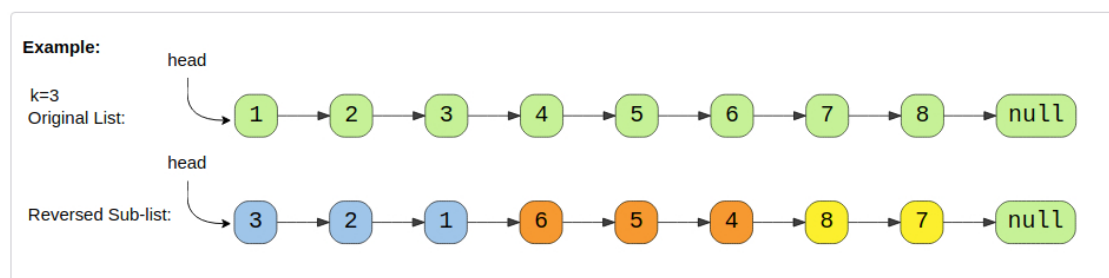 Example:
head
k=3
Original List:
1 2 3 4 5 6 7 8 null
head
Reversed Sub-list:
3 2 1 6 5 4 8 7 null